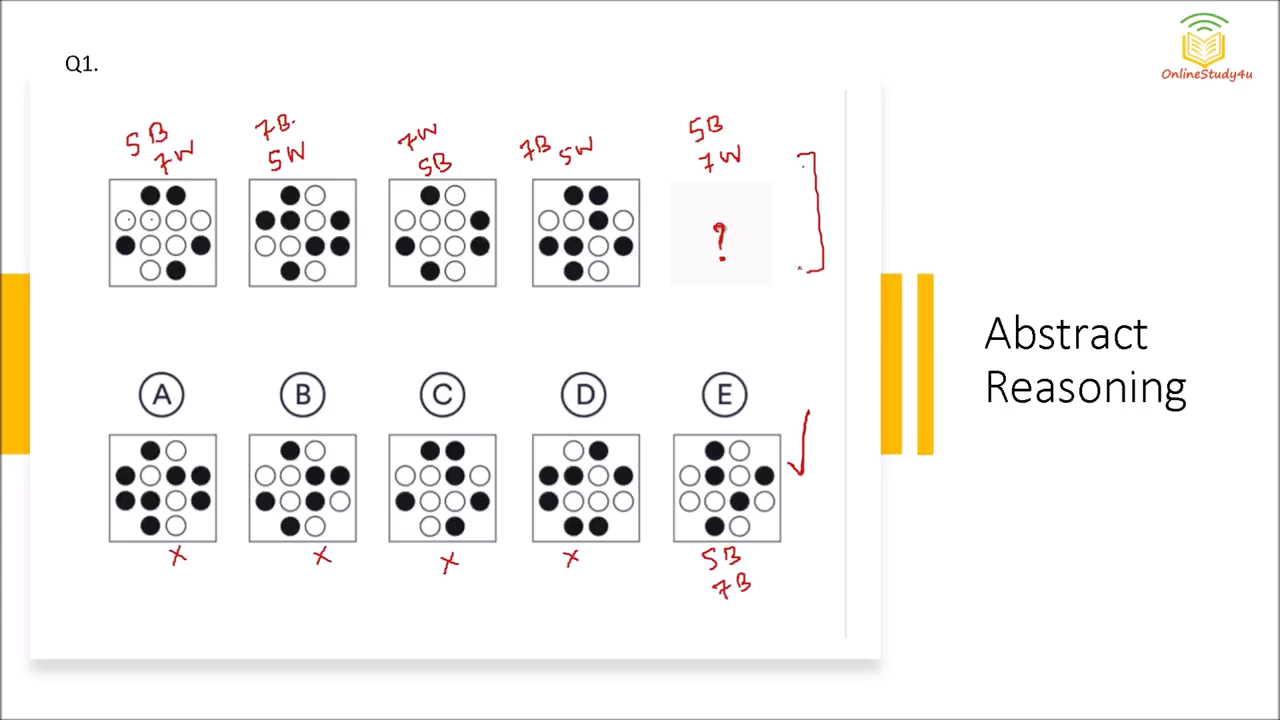 OnlineStudy4u
Q1.
5B
7W
7B.
5W
7W
5B
7B 5W
5B
7W
?
Abstract
Reasoning
A B C D E
x x x x
5B
7B